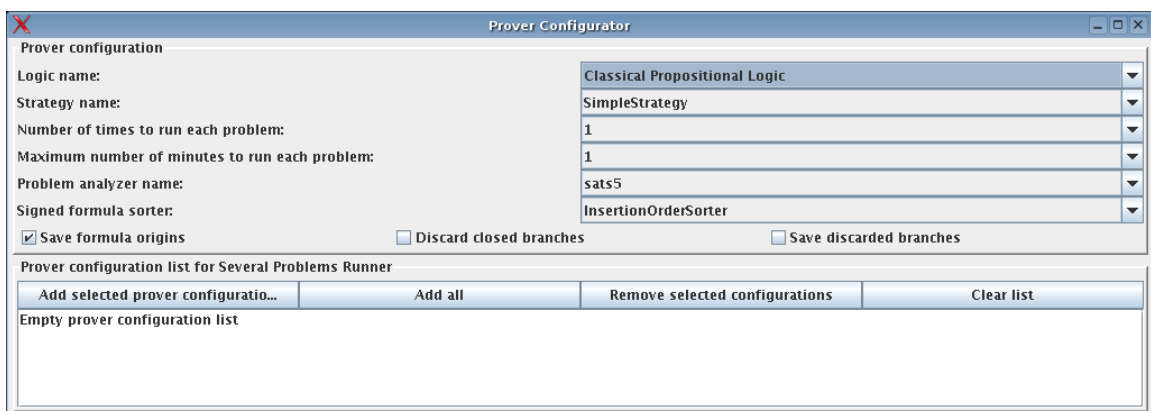 Prover Configurator
Prover configuration
Logic name: Classical Propositional Logic
Strategy name: SimpleStrategy
Number of times to run each problem: 1
Maximum number of minutes to run each problem: 1
Problem analyzer name: sats5
Signed formula sorter: InsertionOrderSorter
Save formula origins Discard closed branches Save discarded branches
Prover configuration list for Several Problems Runner
Add selected prover configuratio... Add all Remove selected configurations Clear list
Empty prover configuration list